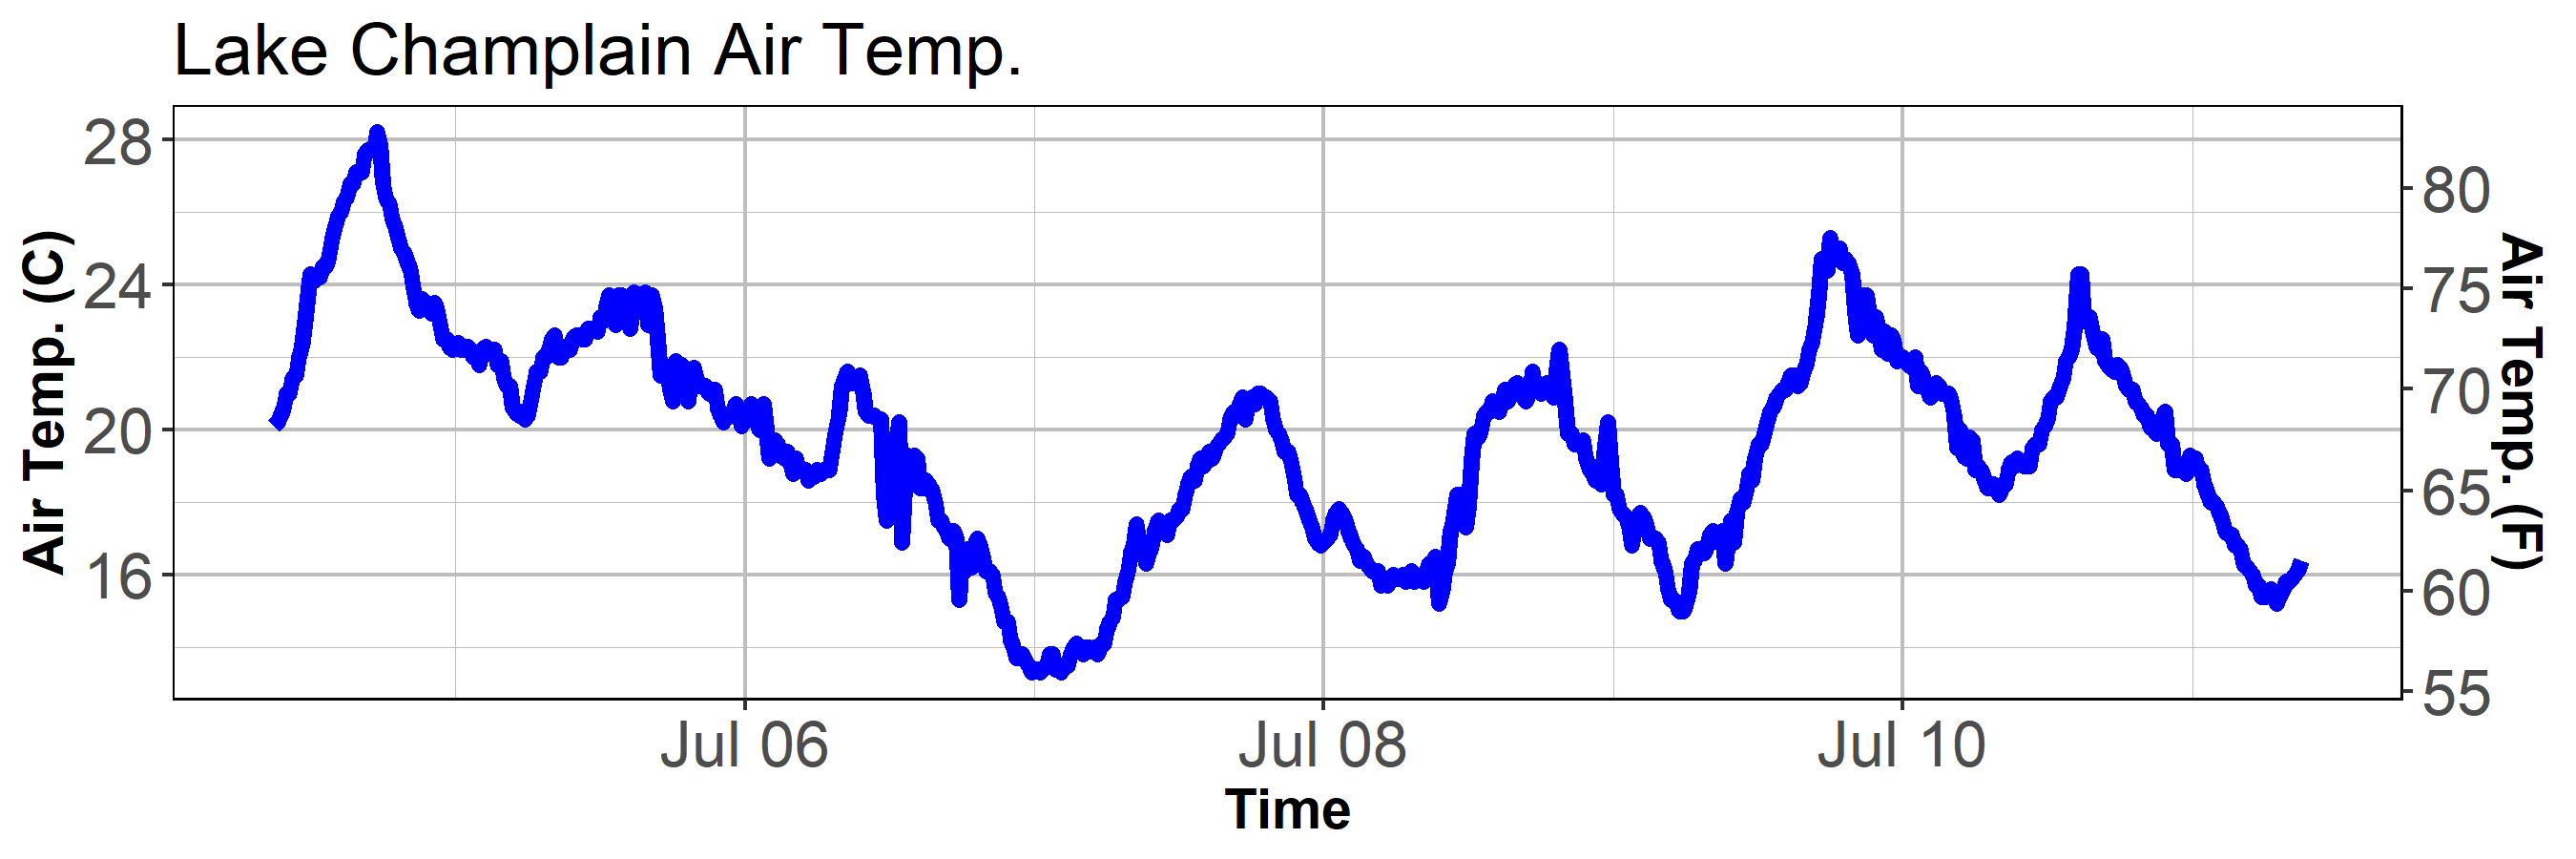 Lake Champlain Air Temp.
28
24
20
16
Air Temp. (C)
80
75
70
65
60
55
Air Temp. (F)
Jul 06
Jul 08
Jul 10
Time